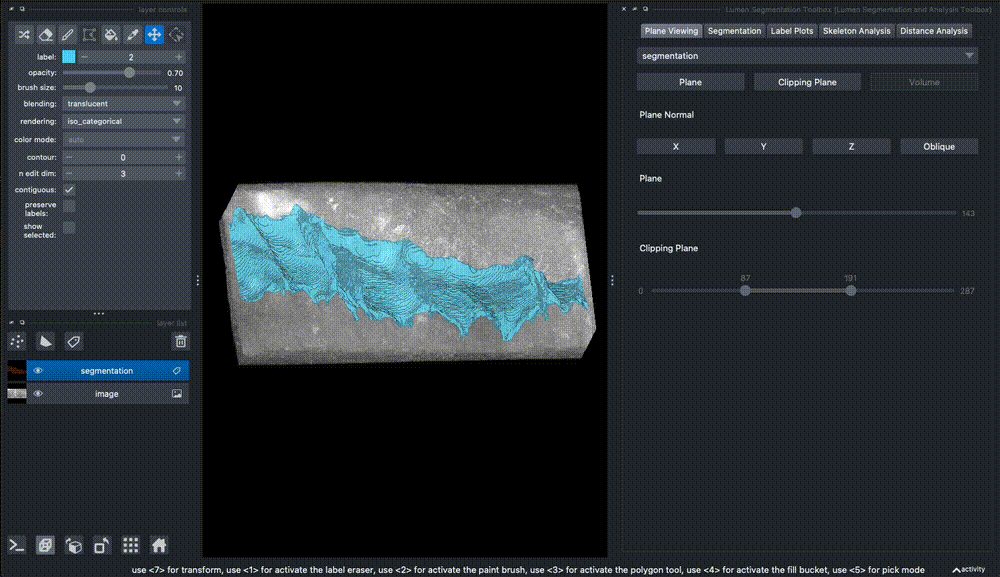 layer controls
label:
2
opacity:
0.70
brush size:
10
blending:
translucent
rendering:
iso_categorical
color mode:
auto
contour:
0
n edit dim:
3
contiguous:
preserve
labels:
show
selected:
layer list
segmentation
image
Lumen Segmentation Toolbox (Lumen Segmentation and Analysis Toolbox)
Plane Viewing
Segmentation
Label Plots
Skeleton Analysis
Distance Analysis
segmentation
Plane
Clipping Plane
Volume
Plane Normal
X
Y
Z
Oblique
Plane
143
Clipping Plane
87
191
0
287
use <7> for transform, use <1> for activate the label eraser, use <2> for activate the paint brush, use <3> for activate the polygon tool, use <4> for activate the fill bucket, use <5> for pick mode
activity